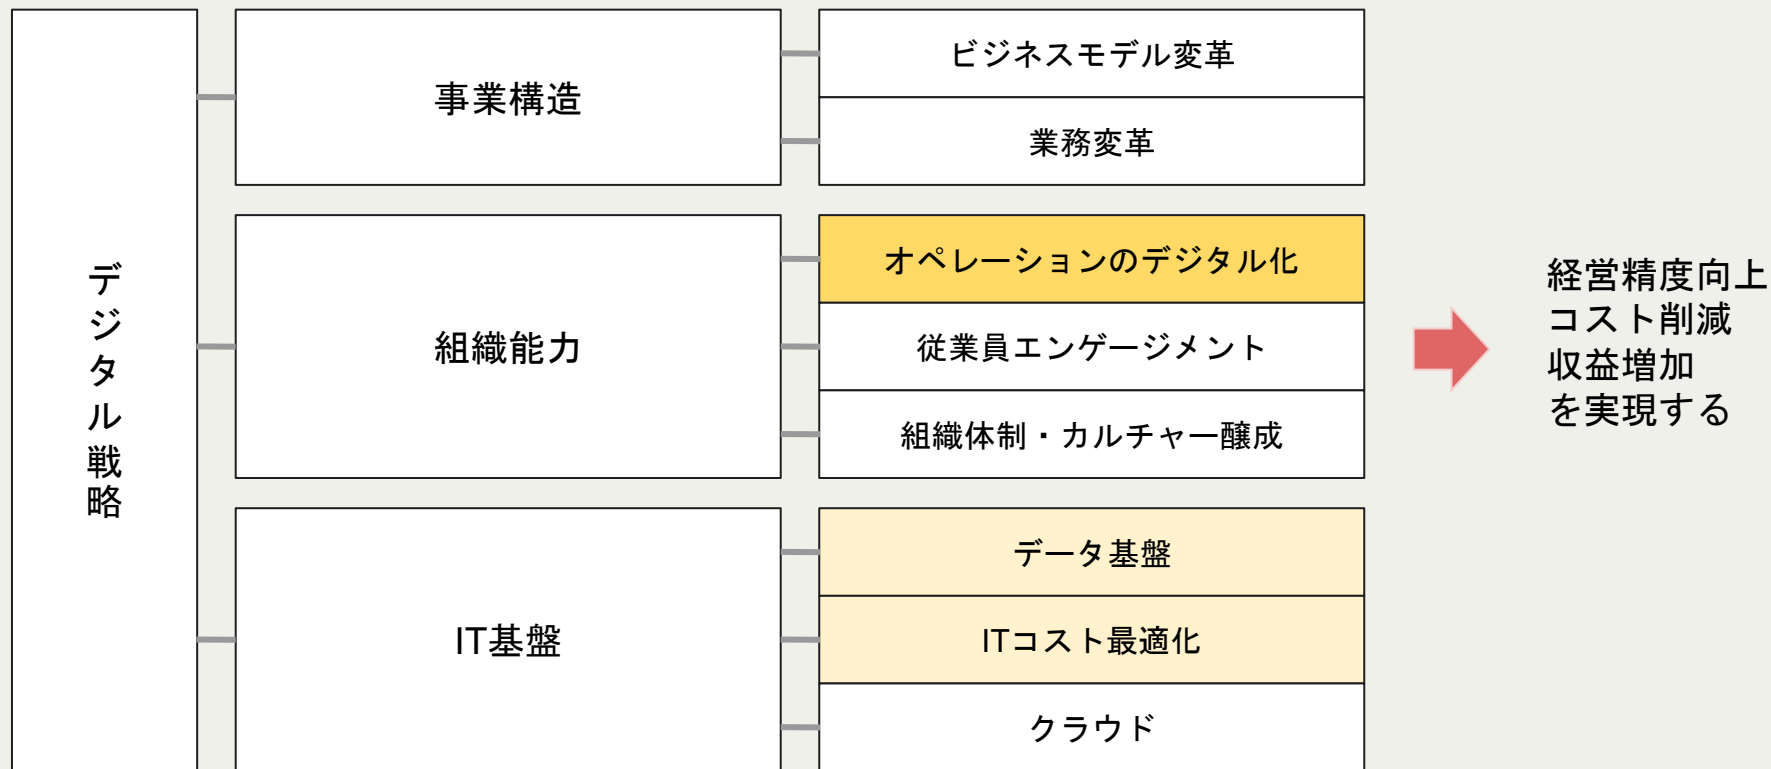 デジタル戦略
事業構造
ビジネスモデル変革
業務変革
組織能力
オペレーションのデジタル化
従業員エンゲージメント
組織体制・カルチャー醸成
IT基盤
データ基盤
ITコスト最適化
クラウド
経営精度向上
コスト削減
収益増加
を実現する